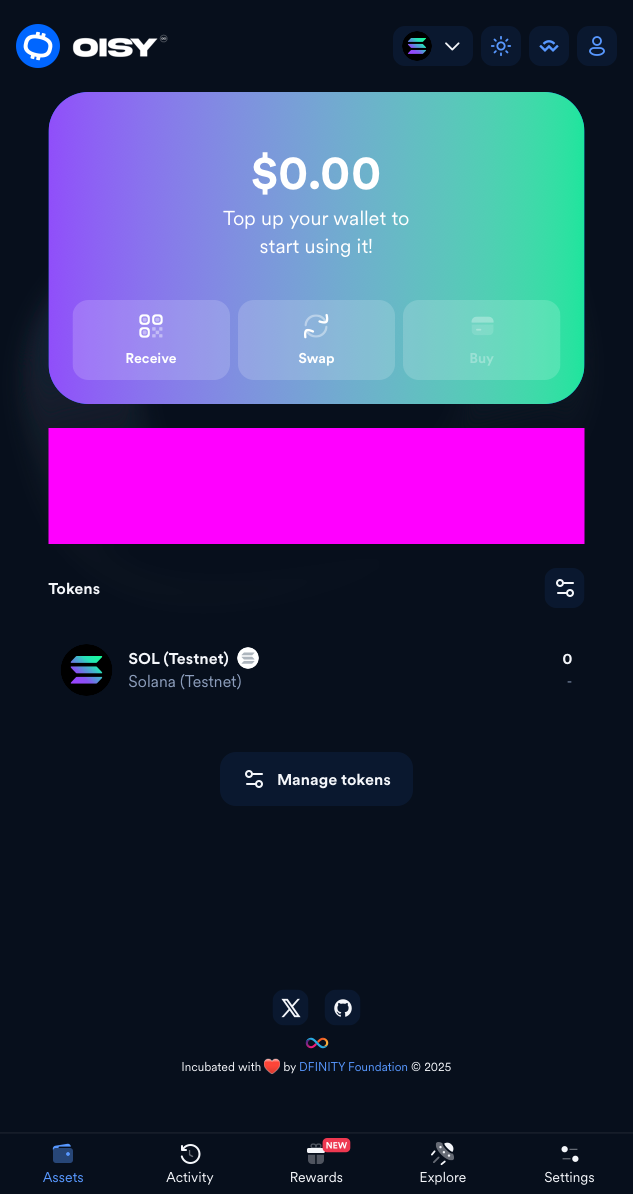 OISY
$0.00
Top up your wallet to
start using it!
Receive
Swap
Buy
Tokens
SOL (Testnet)
0
Solana (Testnet)
-
Manage tokens
Incubated with ❤️ by DFINITY Foundation © 2025
NEW
Assets
Activity
Rewards
Explore
Settings